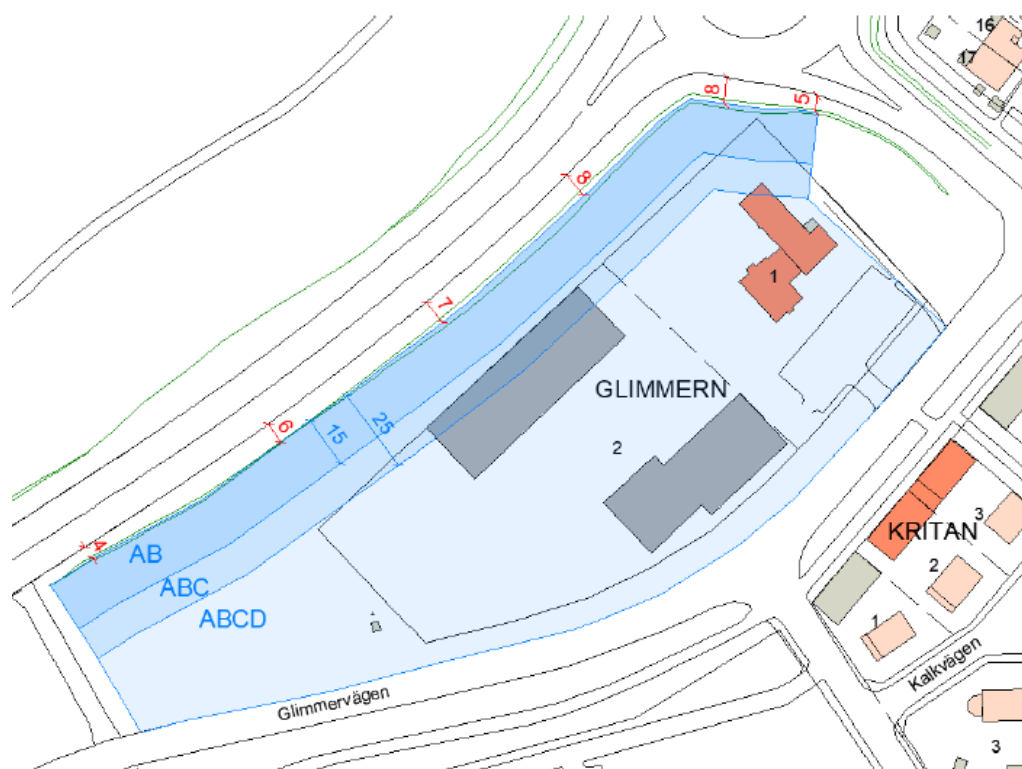 16
17
8
5
8
1
7
GLIMMERN
6
15
25
2
3
KRITAN
4
AB
2
ABC
ABCD
1
Kalkvägen
Glimmervägen
3